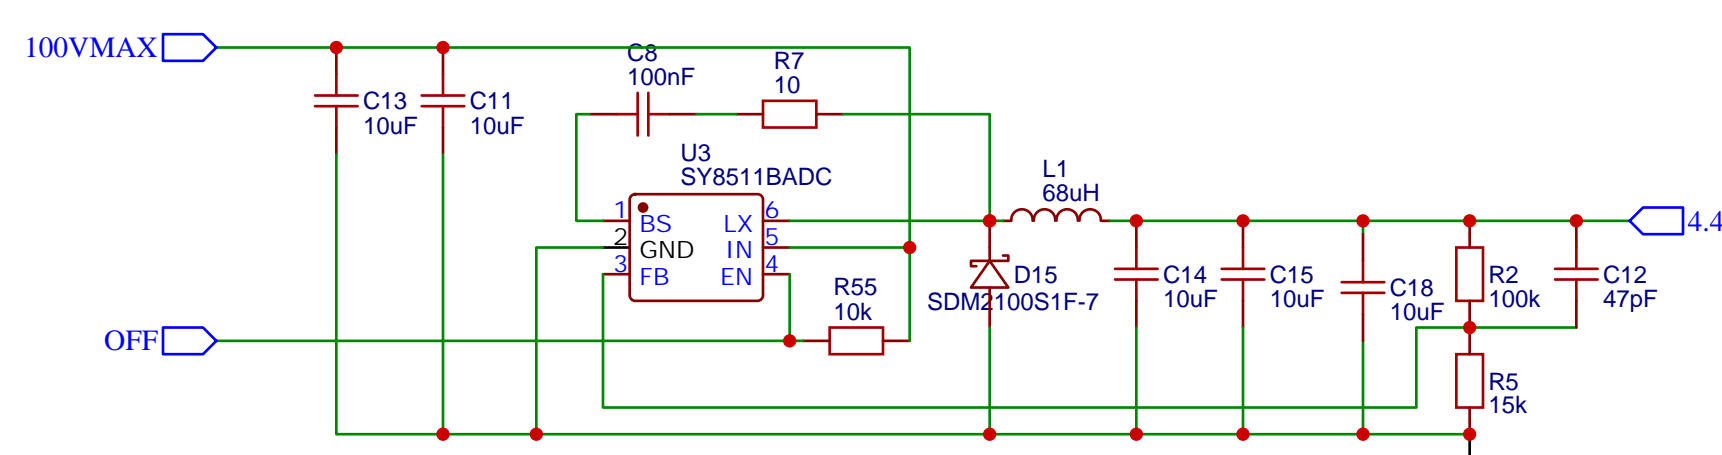 100VMAX
C13
10uF
C11
10uF
C8
100nF
R7
10
U3
SY8511BADC
1
BS
2
GND
3
FB
LX
6
IN
5
EN
4
R55
10k
OFF
L1
68uH
D15
SDM2100S1F-7
C14
10uF
C15
10uF
C18
10uF
R2
100k
C12
47pF
R5
15k
4.4